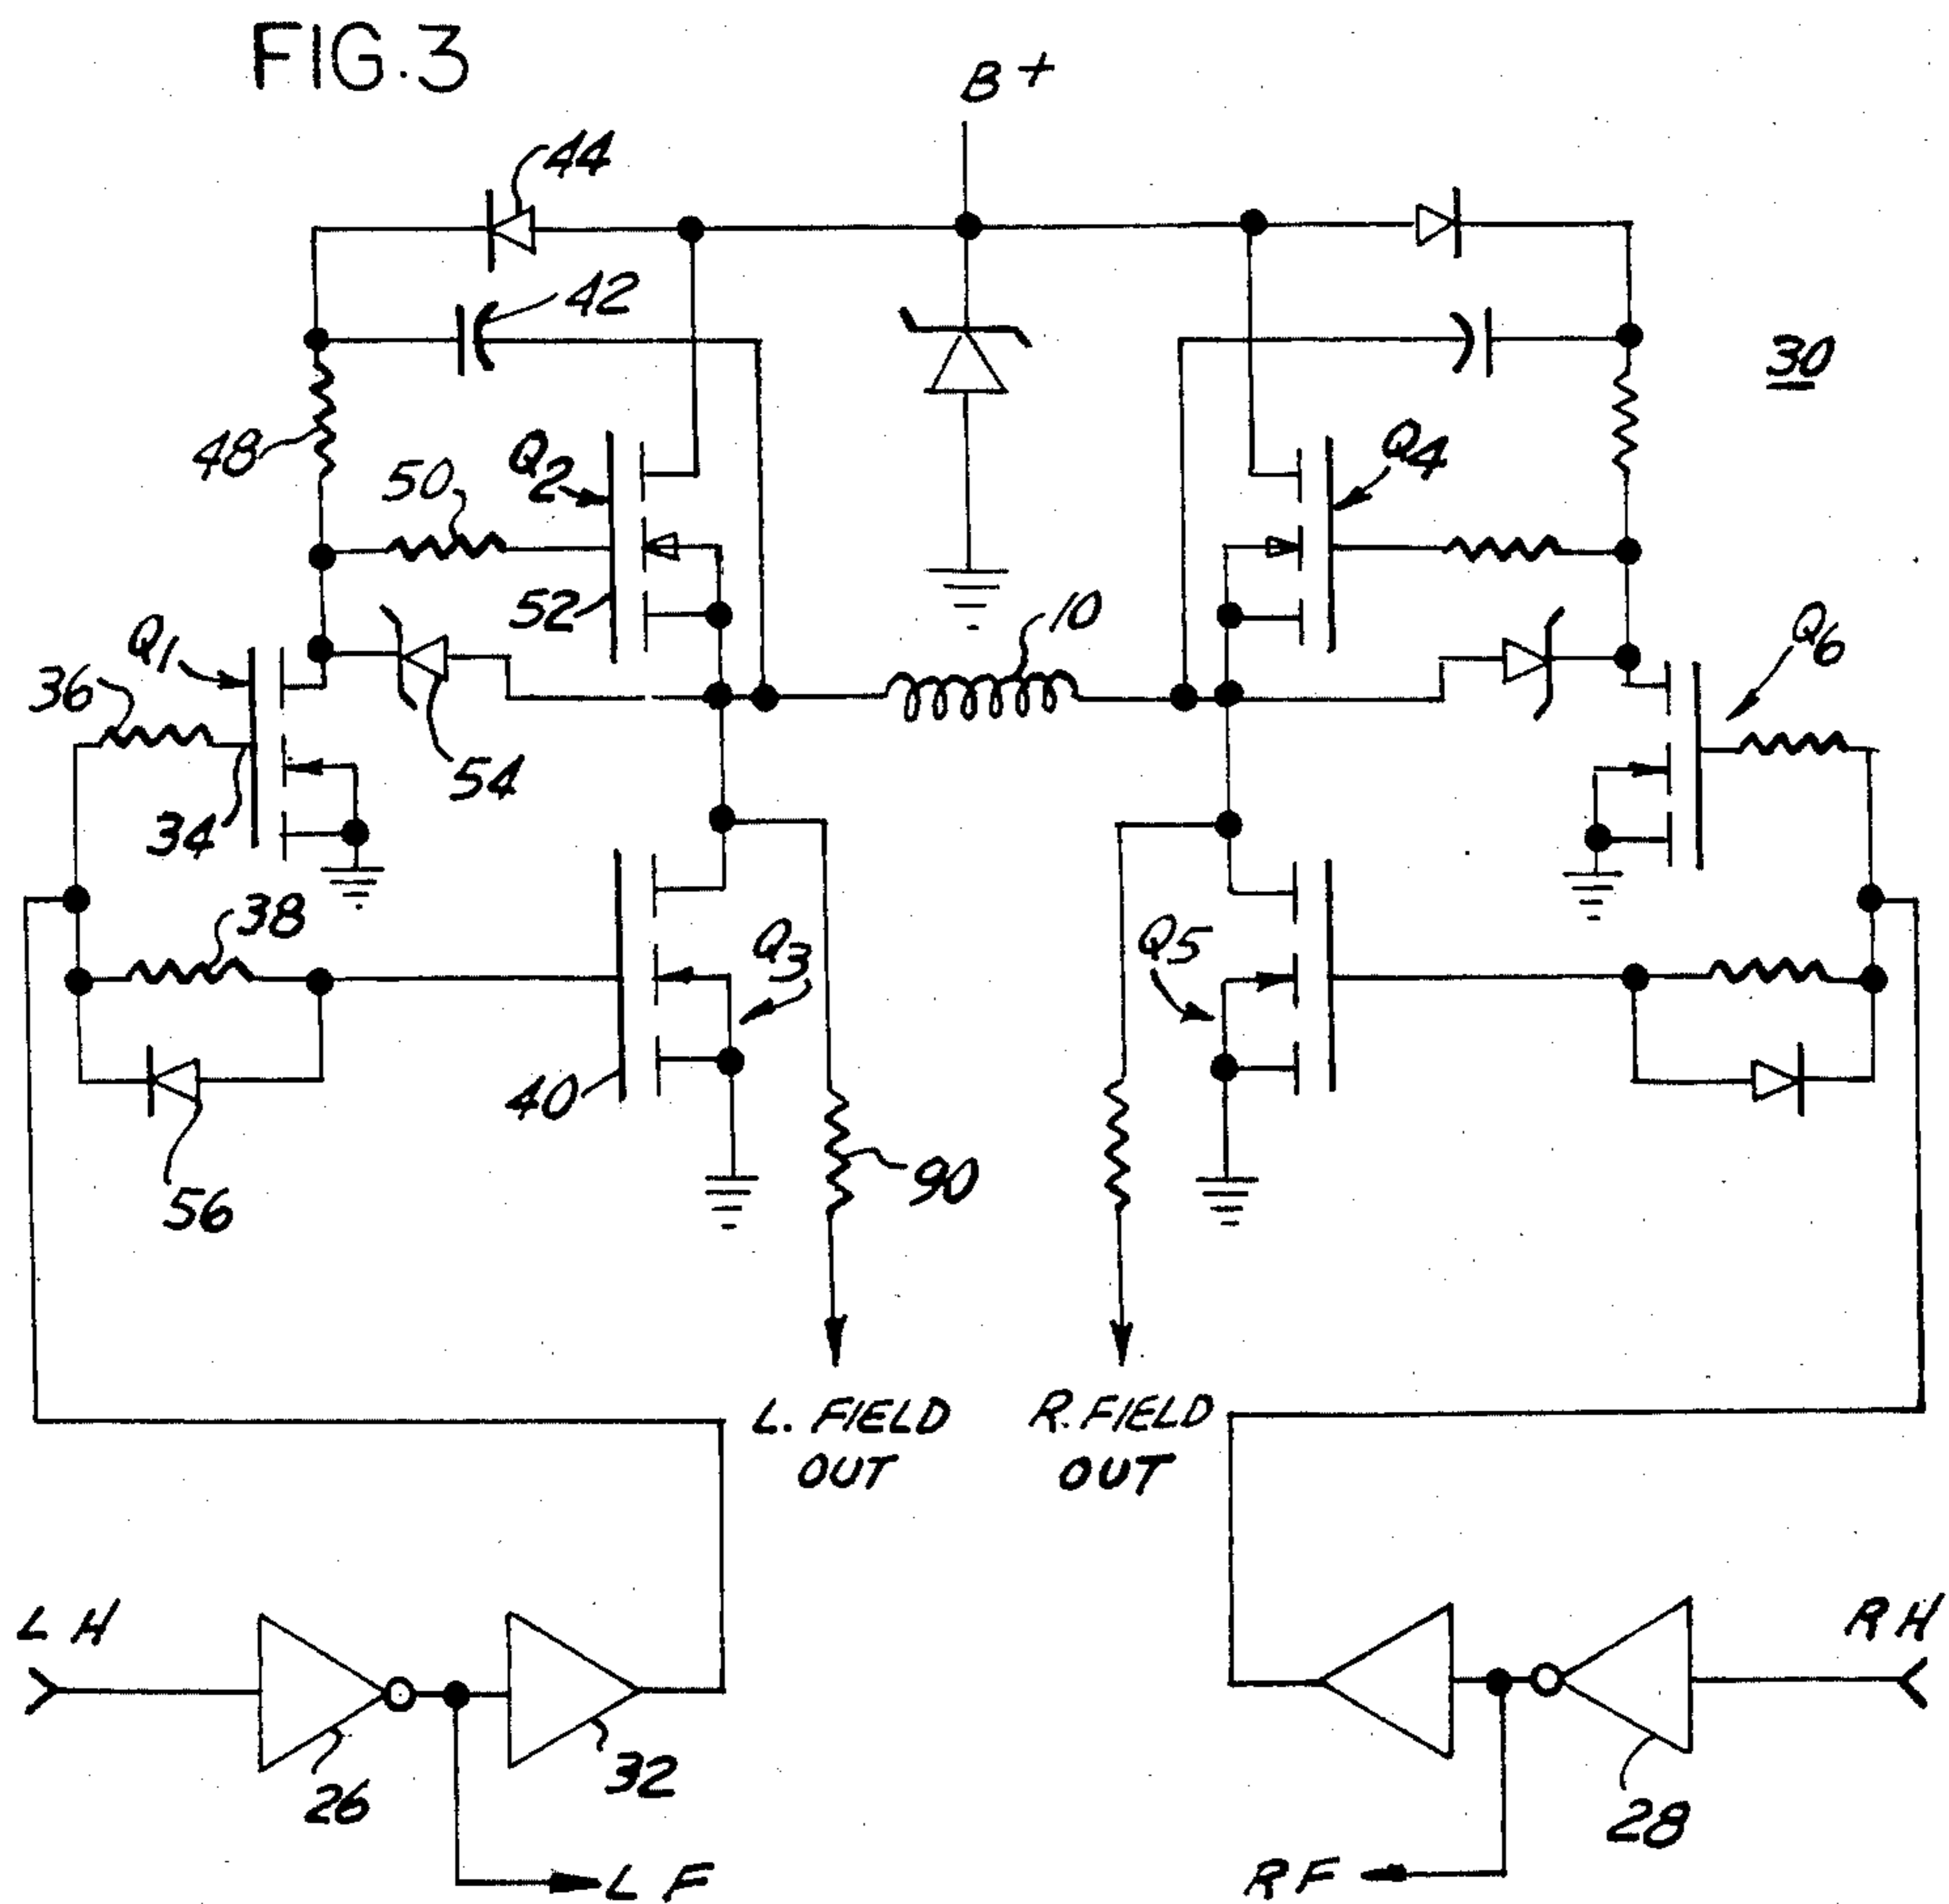 FIG.3
B+
44
42
30
48
50
Q2
Q4
52
10
Q1
Q6
36
54
34
38
Q3
Q5
40
90
56
L. FIELD
OUT
R. FIELD
OUT
LH
RH
26
32
28
LF
RF